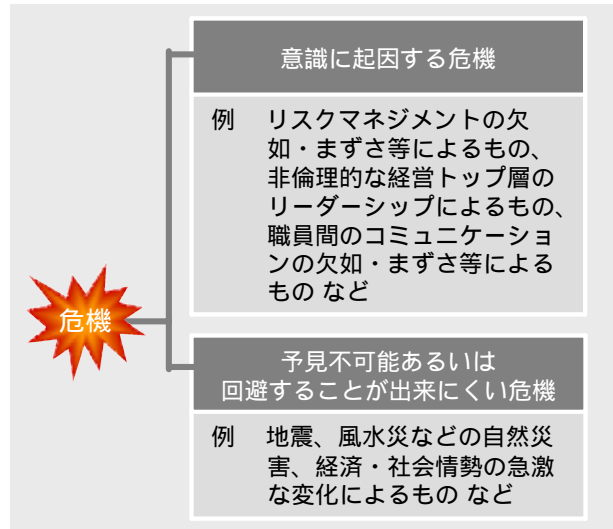 意識に起因する危機
例 リスクマネジメントの欠
如・まずさ等によるもの、
非倫理的な経営トップ層の
リーダーシップによるもの、
職員間のコミュニケーショ
ンの欠如・まずさ等による
もの など
危機
予見不可能あるいは
回避することが出来にくい危機
例 地震、風水災などの自然災
害、経済・社会情勢の急激
な変化によるもの など